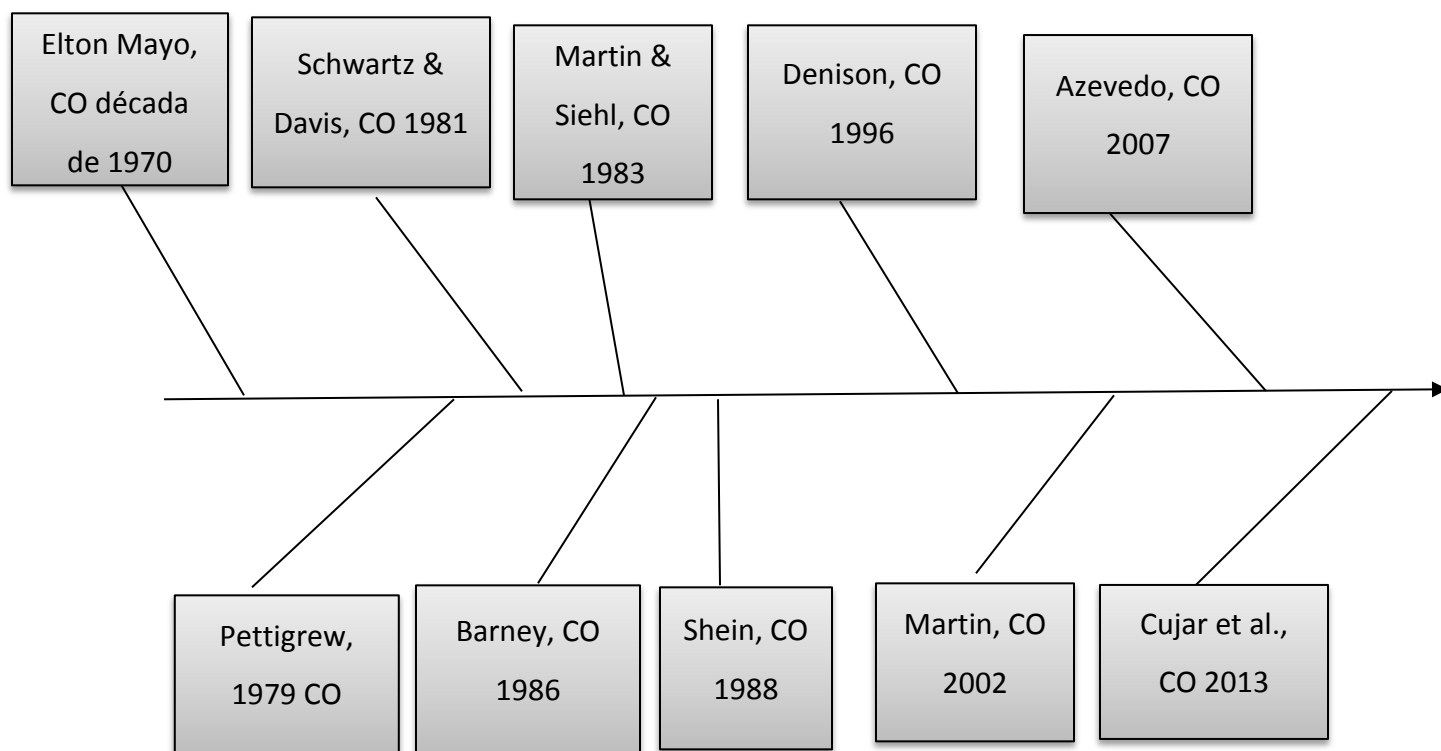 Elton Mayo,
CO década
de 1970
Schwartz &
Davis, CO 1981
Martin &
Siehl, CO
1983
Denison, CO
1996
Azevedo, CO
2007
Pettigrew,
1979 CO
Barney, CO
1986
Shein, CO
1988
Martin, CO
2002
Cujar et al.,
CO 2013